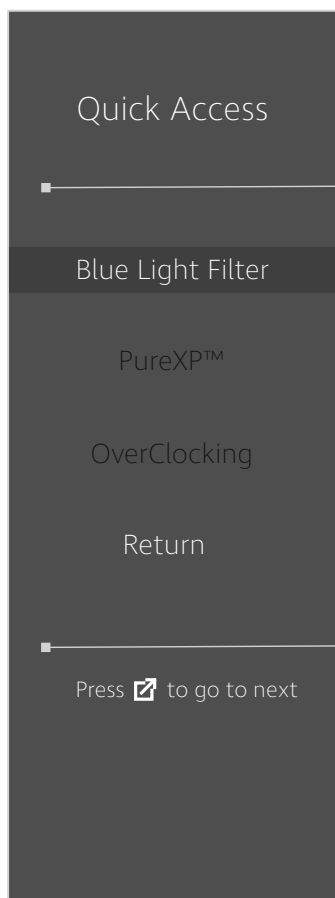 Quick Access
Blue Light Filter
PureXP™
OverClocking
Return
Press to go to next